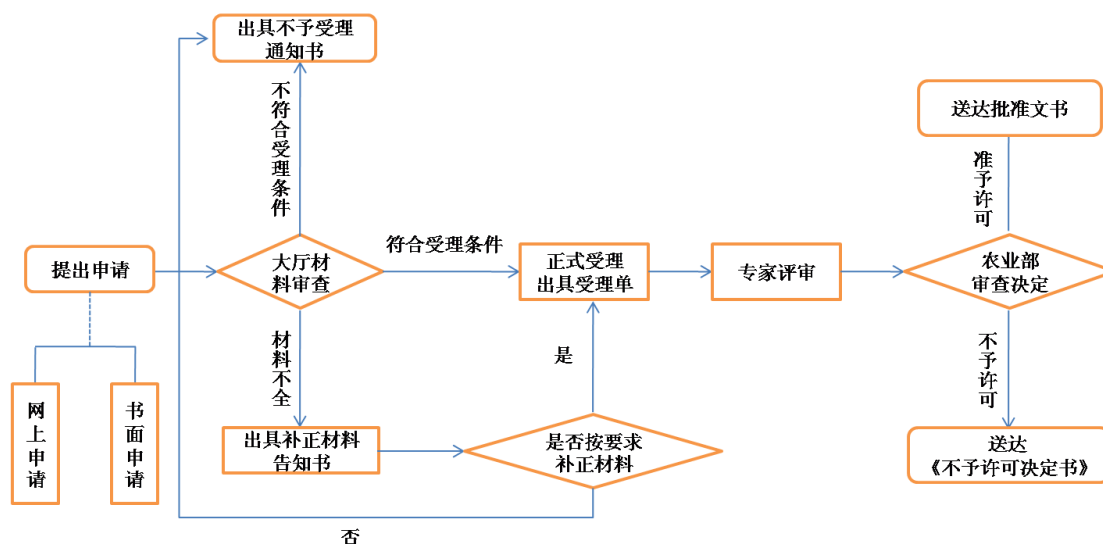 出具不予受理
通知书
不符合受理条件
送达批准文书
准予许可
提出申请
大厅材
料审查
符合受理条件
正式受理
出具受理单
专家评审
农业部
审查决定
网上申请
书面申请
材料不全
是
不予许可
出具补正材料
告知书
是否按要求
补正材料
送达
《不予许可决定书》
否